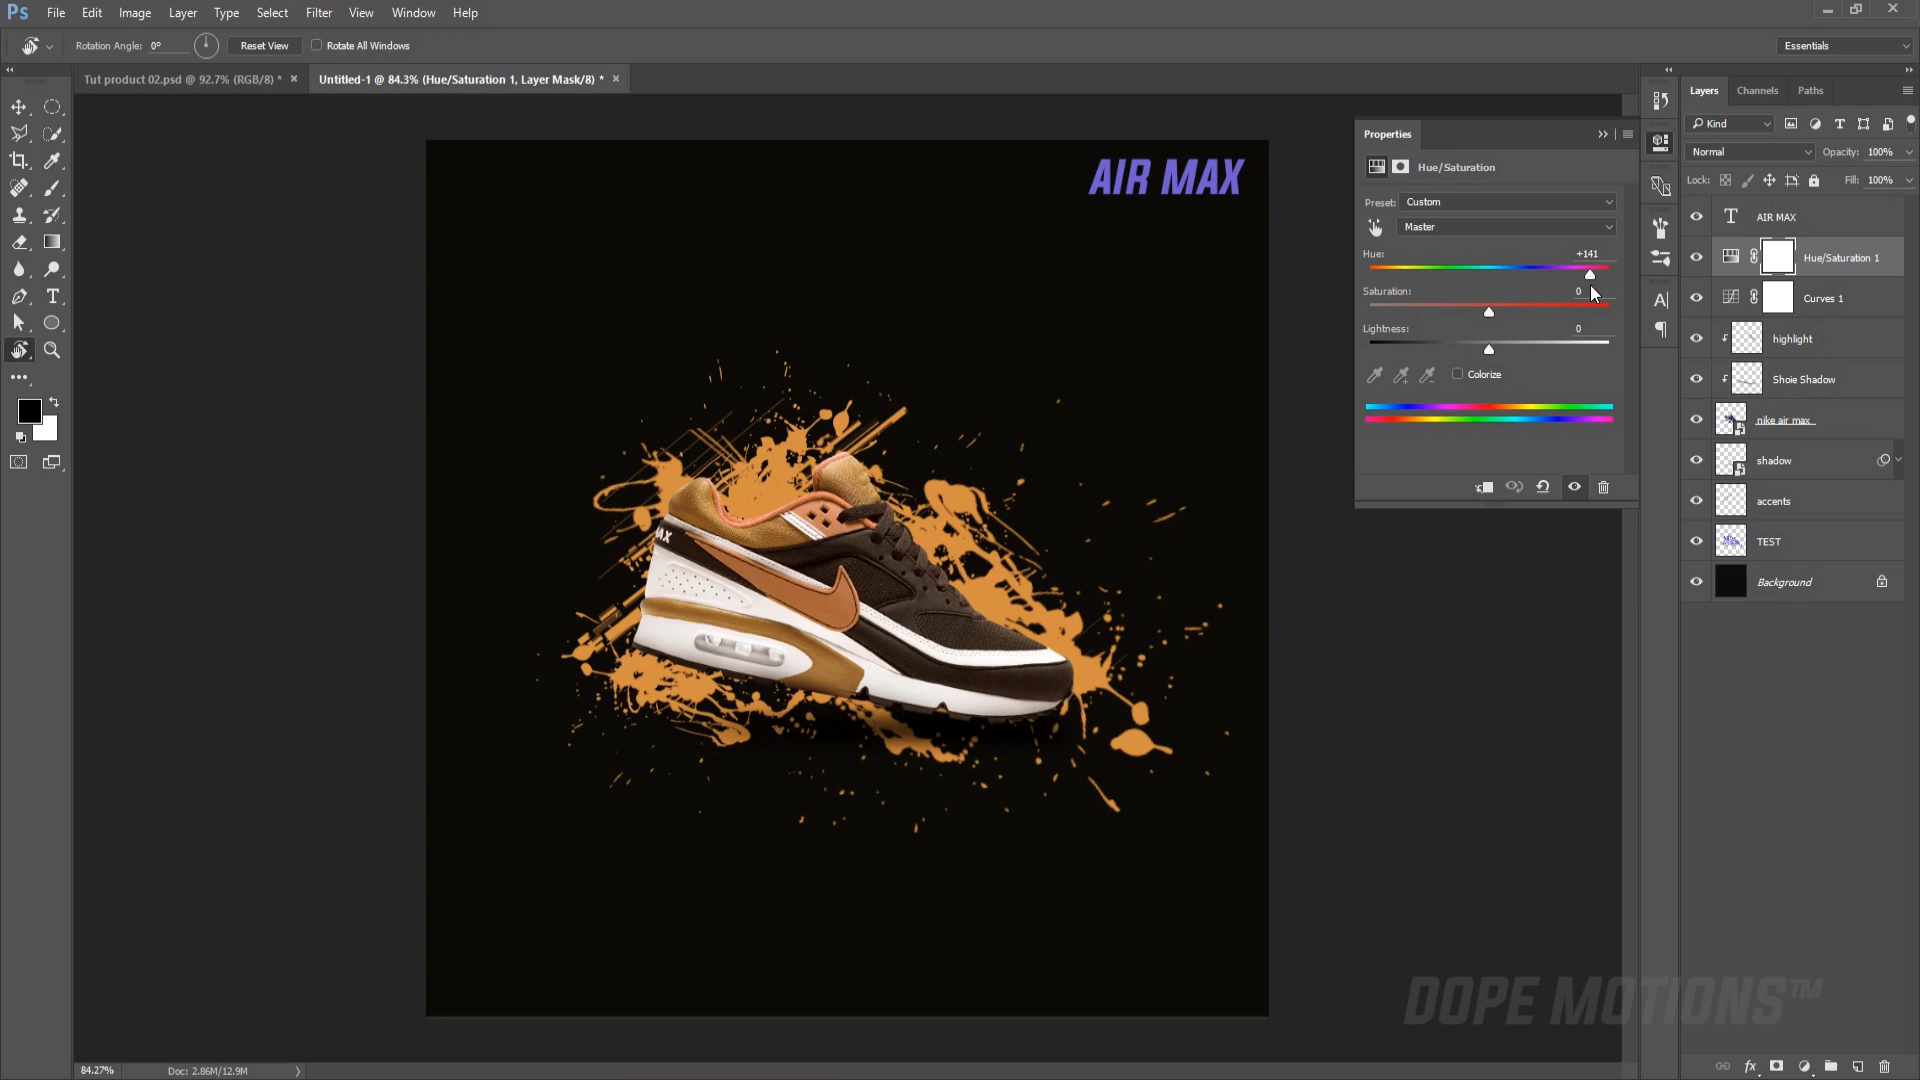 Ps File Edit Image Layer Type Select Filter View Window Help
Rotation Angle: 0° Reset View Rotate All Windows Essentials
Tut product 02.psd @ 92.7% (RGB/8) * × Untitled-1 @ 84.3% (Hue/Saturation 1, Layer Mask/8) * ×
AIR MAX
AX
Properties
Hue/Saturation
Preset: Custom
Master
Hue: +141
Saturation: 0
Lightness: 0
Colorize
Layers Channels Paths
Kind
Normal Opacity: 100%
Lock: Fill: 100%
AIR MAX
Hue/Saturation 1
Curves 1
highlight
Shoie Shadow
nike air max
shadow
accents
TEST
Background
DOPE MOTIONS™
84.27% Doc: 2.86M/12.9M